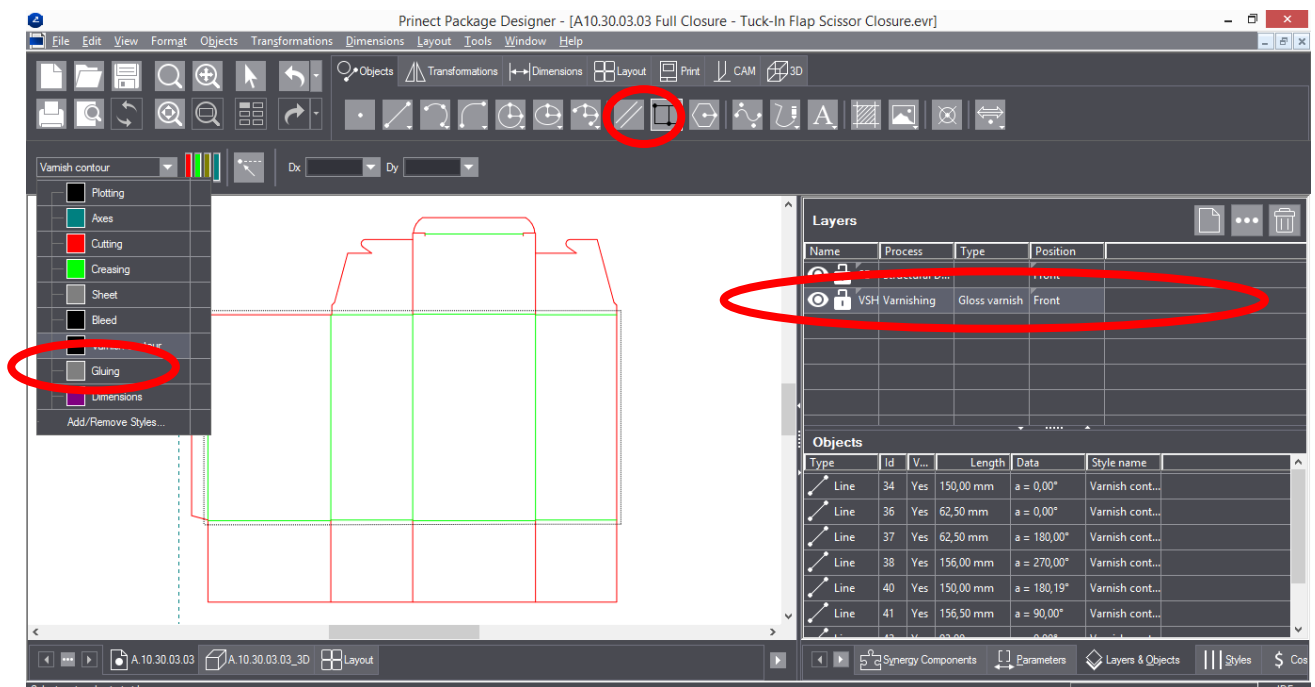 Prinect Package Designer - [A10.30.03.03 Full Closure - Tuck-In Flap Scissor Closure.evr]
File Edit View Format Objects Transformations Dimensions Layout Tools Window Help
Objects Transformations Dimensions Layout Print CAM 3D
Varnish contour Dx Dy
Plotting
Axes
Cutting
Creasing
Sheet
Bleed
Gluing
Dimensions
Add/Remove Styles...
Layers
Name Process Type Position
Front
VSH Varnishing Gloss varnish Front
Objects
Type Id V... Length Data Style name
Line 34 Yes 150,00 mm a = 0,00° Varnish cont...
Line 36 Yes 62,50 mm a = 0,00° Varnish cont...
Line 37 Yes 62,50 mm a = 180,00° Varnish cont...
Line 38 Yes 156,00 mm a = 270,00° Varnish cont...
Line 40 Yes 150,00 mm a = 180,19° Varnish cont...
Line 41 Yes 156,50 mm a = 90,00° Varnish cont...
A.10.30.03.03 A.10.30.03.03_3D Layout
Synergy Components Parameters Layers & Objects Styles $ Cos